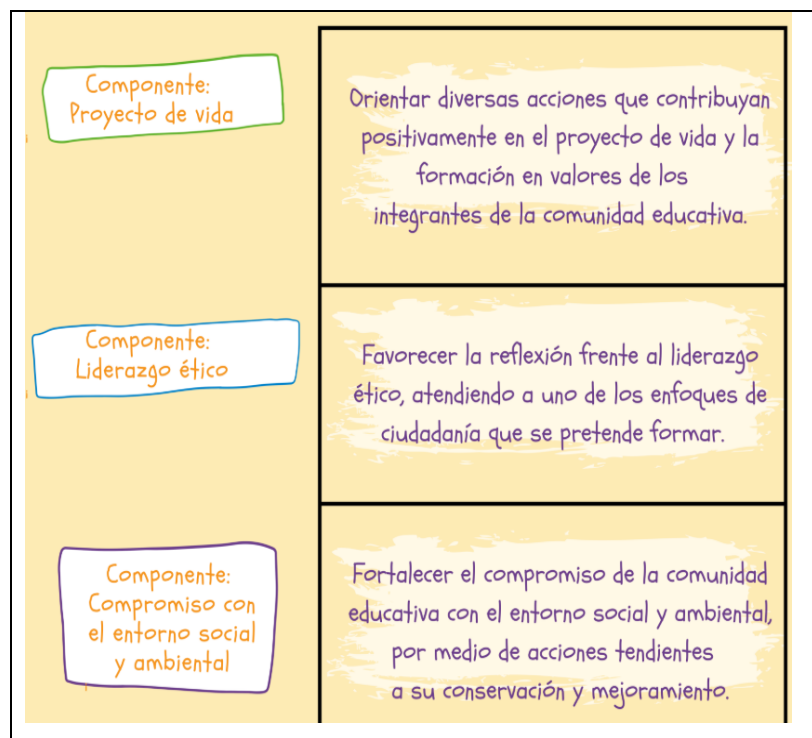 Componente:
Proyecto de vida
Orientar diversas acciones que contribuyan
positivamente en el proyecto de vida y la
formación en valores de los
integrantes de la comunidad educativa.
Componente:
Liderazgo ético
Favorecer la reflexión frente al liderazgo
ético, atendiendo a uno de los enfoques de
ciudadanía que se pretende formar.
Componente:
Compromiso con
el entorno social
y ambiental
Fortalecer el compromiso de la comunidad
educativa con el entorno social y ambiental,
por medio de acciones tendientes
a su conservación y mejoramiento.